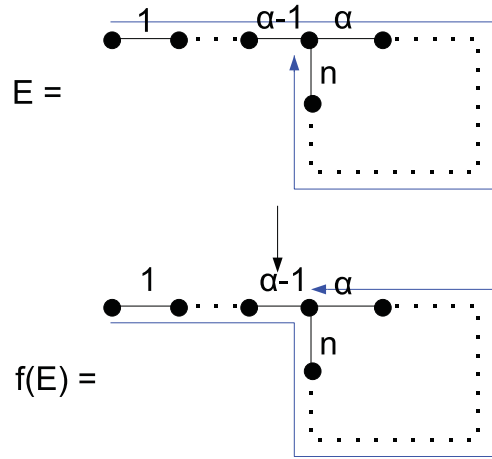 1 α-1 α
E = n
1 α-1 α
f(E) = n